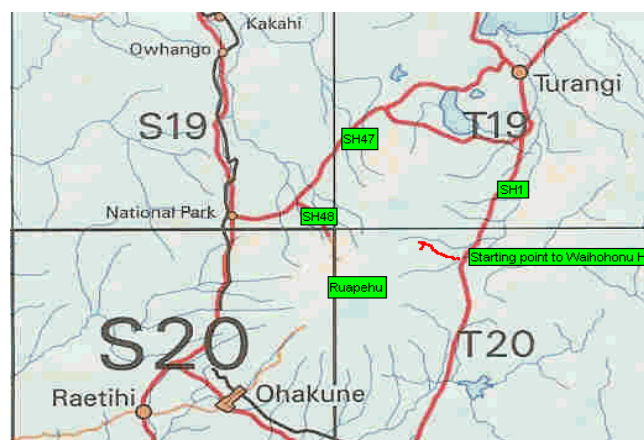 Kakahi
Owhango
Turangi
S19
T19
SH47
SH1
National Park
SH48
Starting point to Waihohonu H
Ruapehu
S20
T20
Raetihi
Ohakune